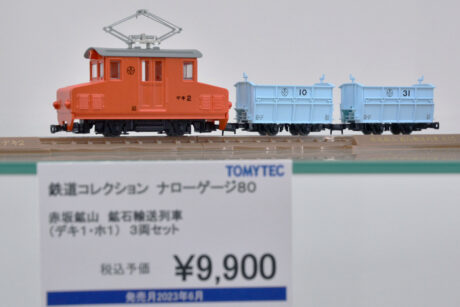 デキ2
10
31
TOMYTEC
鉄道コレクション ナローゲージ80
赤坂鉱山 鉱石輸送列車
(デキ1・ホ1) 3両セット
税込予価 ¥9,900
発売月2023年6月